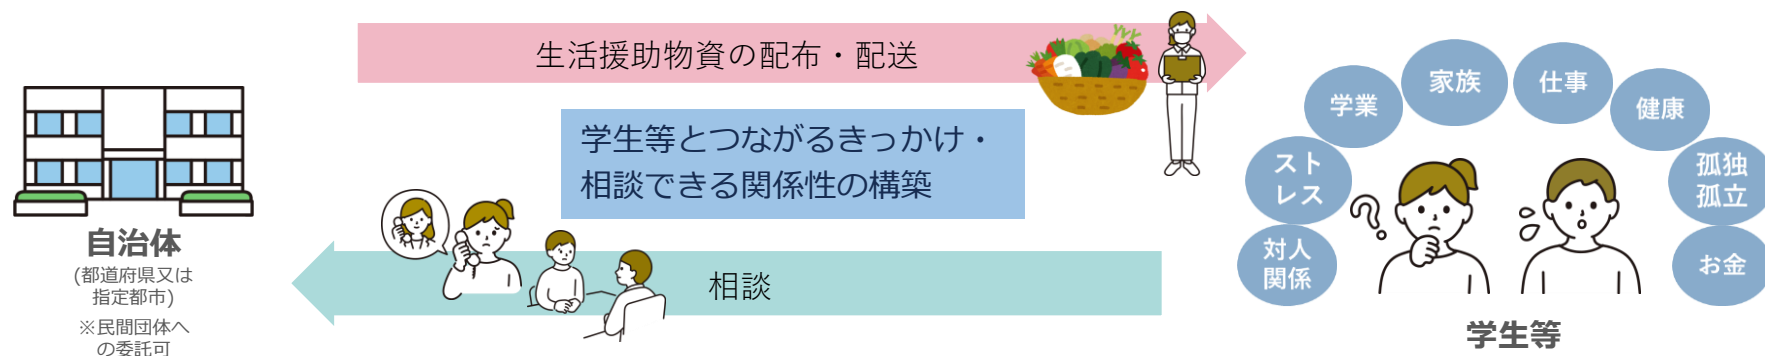 生活援助物資の配布・配送
学生等とつながるきっかけ・
相談できる関係性の構築
相談
自治体
(都道府県又は
指定都市)
※民間団体へ
の委託可
対人
関係
スト
レス
学業
家族
仕事
健康
孤独
孤立
お金
学生等